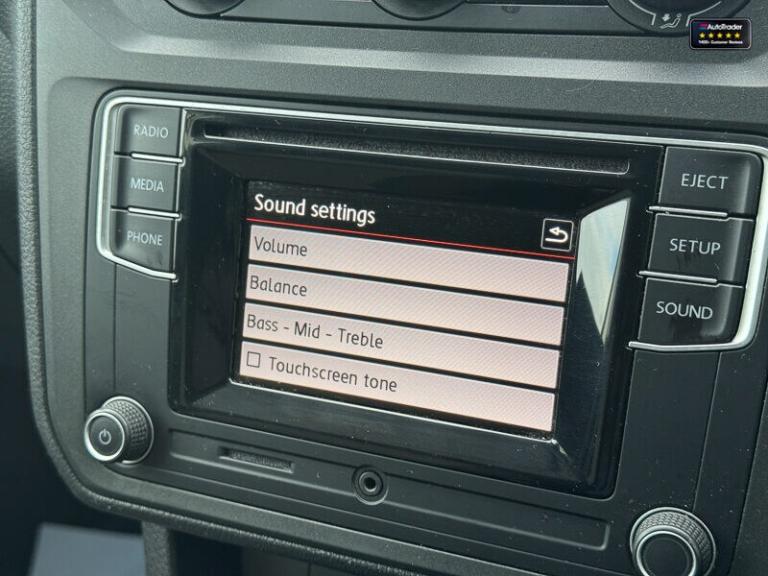 AutoTrader
RADIO
MEDIA
PHONE
Sound settings
Volume
Balance
Bass - Mid - Treble
Touchscreen tone
EJECT
SETUP
SOUND